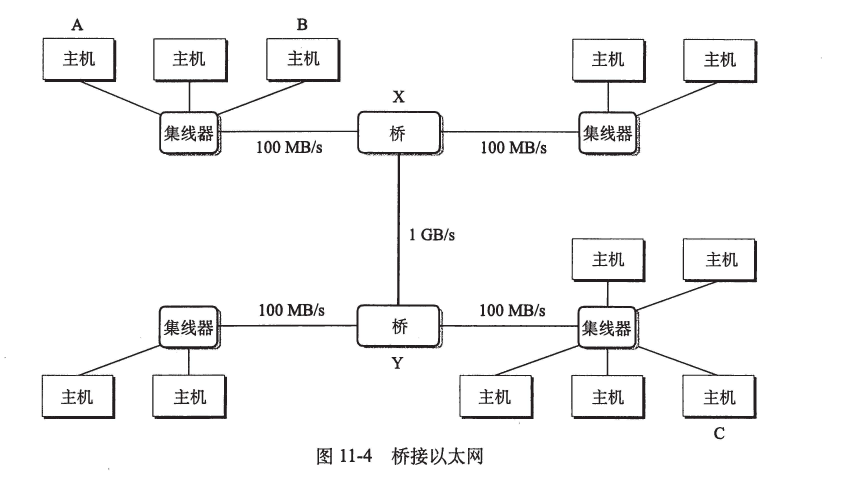 A
B
主机
主机
主机
主机
主机
X
集线器
桥
集线器
100 MB/s
100 MB/s
1 GB/s
主机
主机
100 MB/s
100 MB/s
集线器
桥
集线器
Y
主机
主机
主机
主机
主机
C
图 11-4 桥接以太网